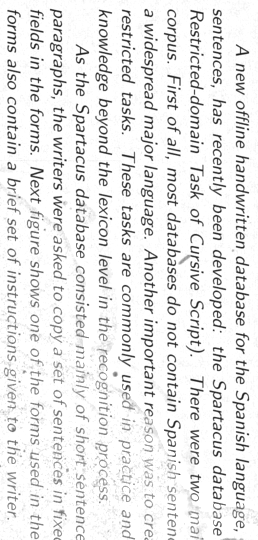 A new offline handwritten database for the Spanish language,
sentences, has recently been developed: the Spartacus database
Restricted-domain Task of Cursive Script). There were two
corpus. First of all, most databases do not contain Spanish
a widespread major language. Another important reason was to
restricted tasks. These tasks are commonly used in practice and
knowledge beyond the lexicon level in the recognition process.
As the Spartacus database consisted mainly of short sentence
paragraphs, the writers were asked to copy a set of sentences in fixe
fields in the forms. Next figure shows one of the forms used in the
forms also contain a brief set of instructions given to the writer.